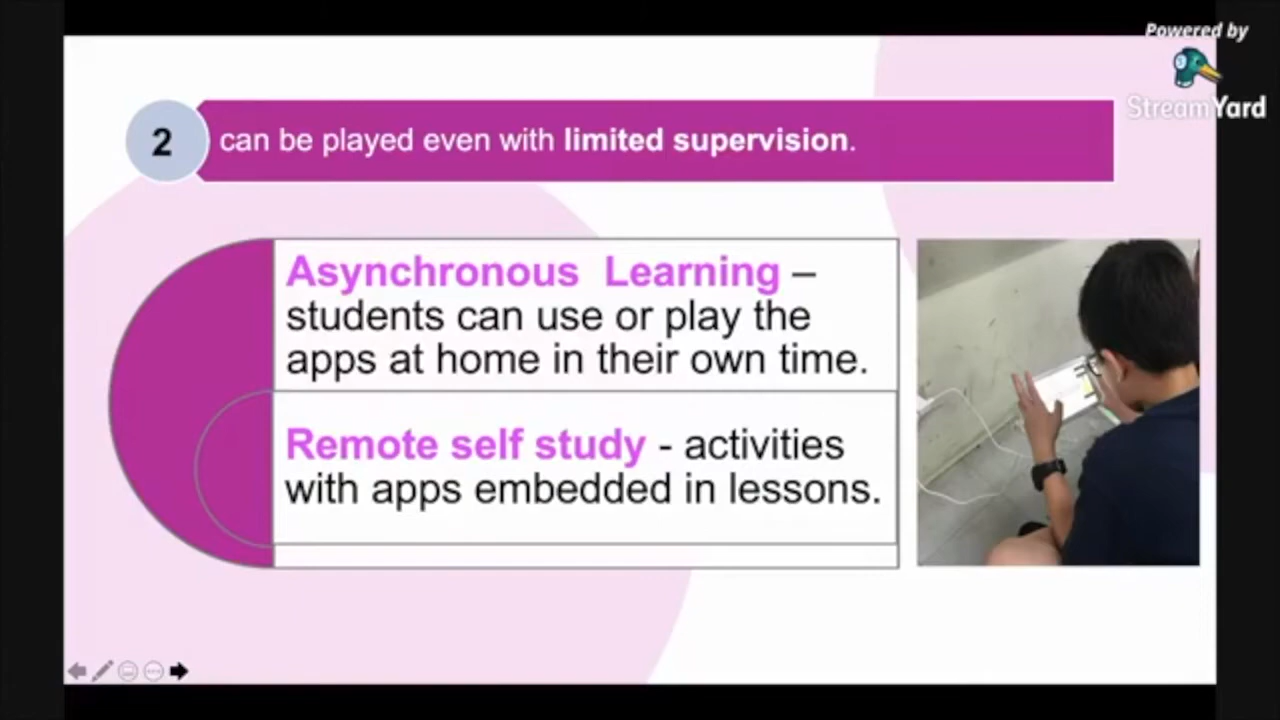 Powered by
StreamYard
2
can be played even with limited supervision.
Asynchronous Learning –
students can use or play the
apps at home in their own time.
Remote self study - activities
with apps embedded in lessons.